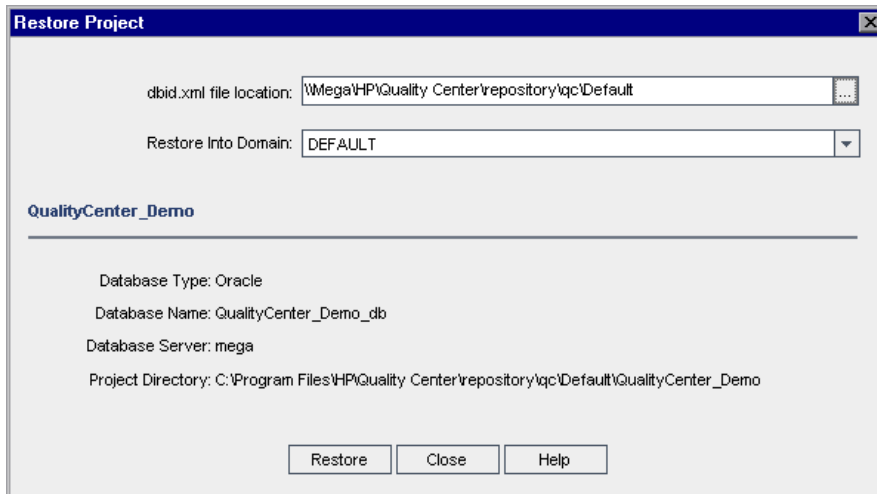 Restore Project
dbid.xml file location: \\Mega\HP\Quality Center\repository\qc\Default ...
Restore Into Domain: DEFAULT
QualityCenter_Demo
Database Type: Oracle
Database Name: QualityCenter_Demo_db
Database Server: mega
Project Directory: C:\Program Files\HP\Quality Center\repository\qc\Default\QualityCenter_Demo
Restore Close Help